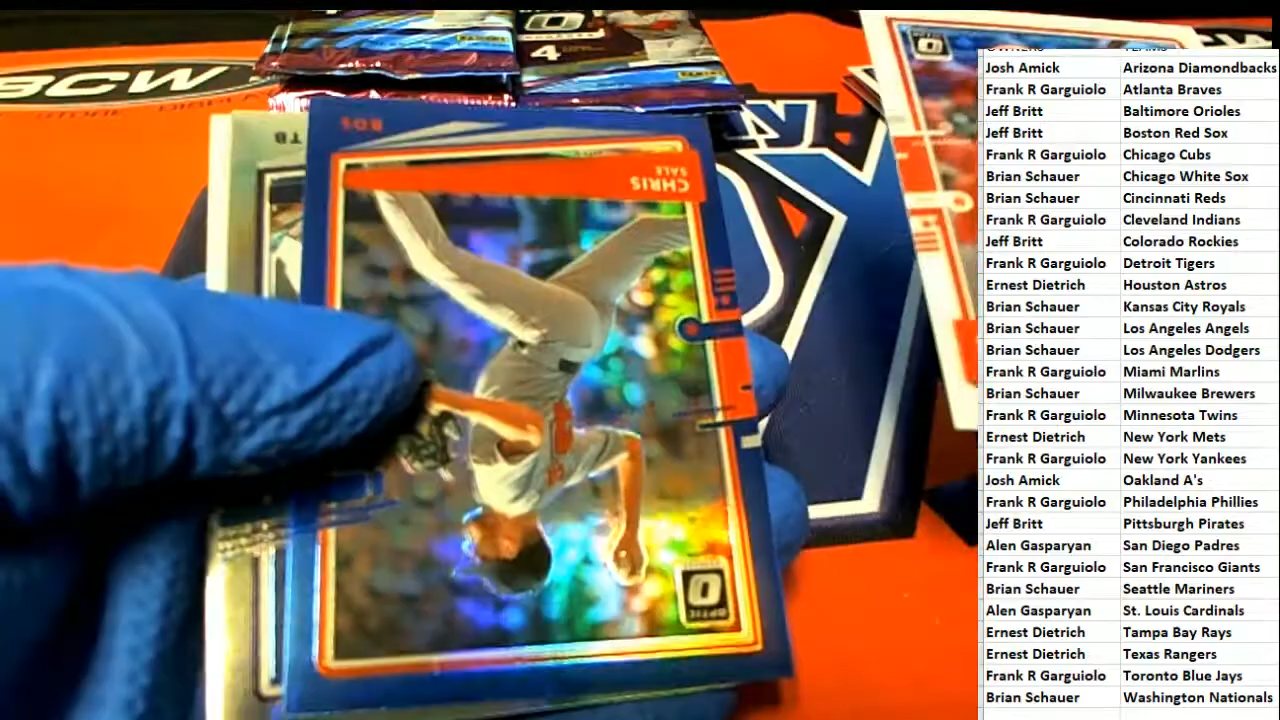 BCW
4
PANINI
PANINI
TB
BOS
CHRIS
SALE
OPTIC
OWNERS TEAMS
Josh Amick Arizona Diamondbacks
Frank R Garguiolo Atlanta Braves
Jeff Britt Baltimore Orioles
Jeff Britt Boston Red Sox
Frank R Garguiolo Chicago Cubs
Brian Schauer Chicago White Sox
Brian Schauer Cincinnati Reds
Frank R Garguiolo Cleveland Indians
Jeff Britt Colorado Rockies
Frank R Garguiolo Detroit Tigers
Ernest Dietrich Houston Astros
Brian Schauer Kansas City Royals
Brian Schauer Los Angeles Angels
Brian Schauer Los Angeles Dodgers
Frank R Garguiolo Miami Marlins
Brian Schauer Milwaukee Brewers
Frank R Garguiolo Minnesota Twins
Ernest Dietrich New York Mets
Frank R Garguiolo New York Yankees
Josh Amick Oakland A's
Frank R Garguiolo Philadelphia Phillies
Jeff Britt Pittsburgh Pirates
Alen Gasparyan San Diego Padres
Frank R Garguiolo San Francisco Giants
Brian Schauer Seattle Mariners
Alen Gasparyan St. Louis Cardinals
Ernest Dietrich Tampa Bay Rays
Ernest Dietrich Texas Rangers
Frank R Garguiolo Toronto Blue Jays
Brian Schauer Washington Nationals